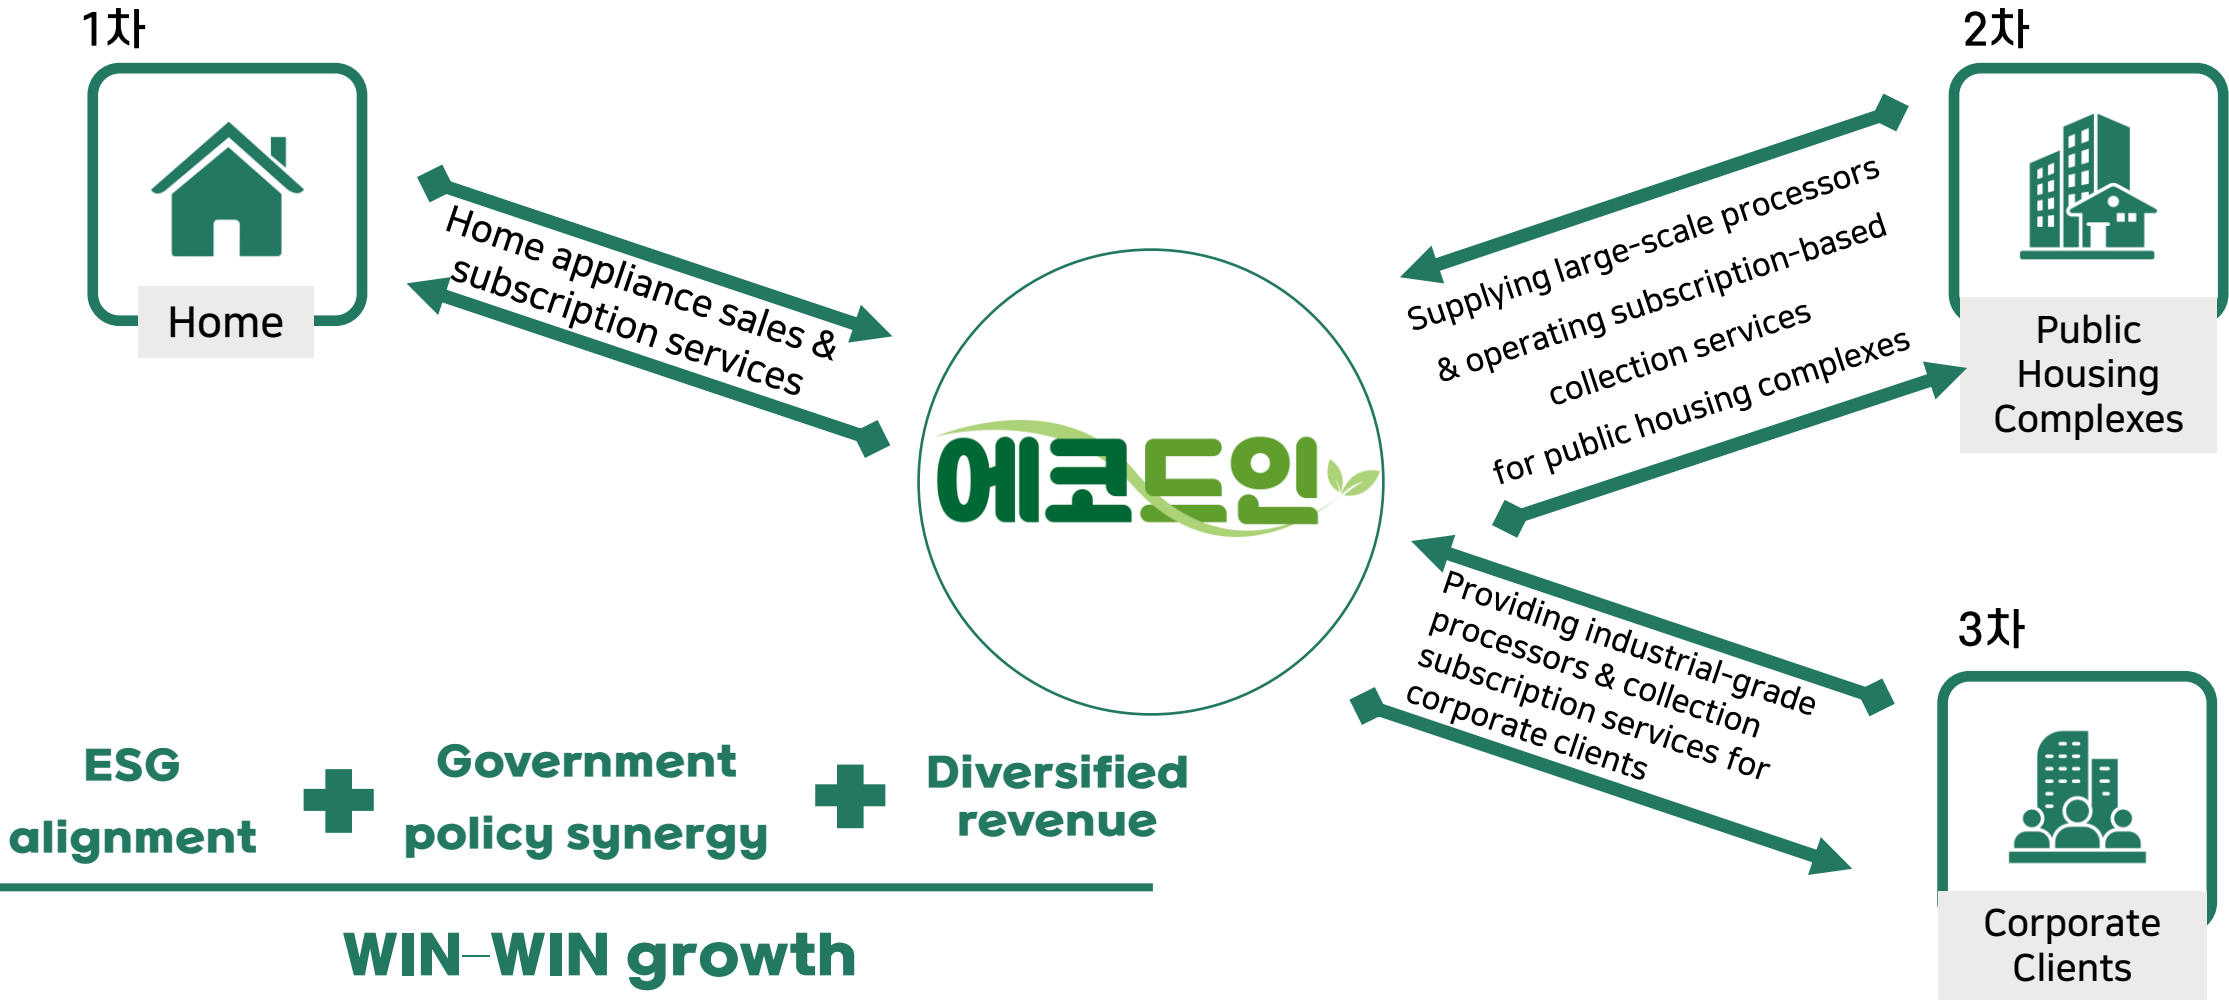 1차
Home
Home appliance sales &
subscription services
에코드인
2차
Supplying large-scale processors
& operating subscription-based
collection services
for public housing complexes
Public
Housing
Complexes
3차
Providing industrial-grade
processors & collection
subscription services for
corporate clients
Corporate
Clients
ESG
alignment
Government
policy synergy
Diversified
revenue
WIN–WIN growth